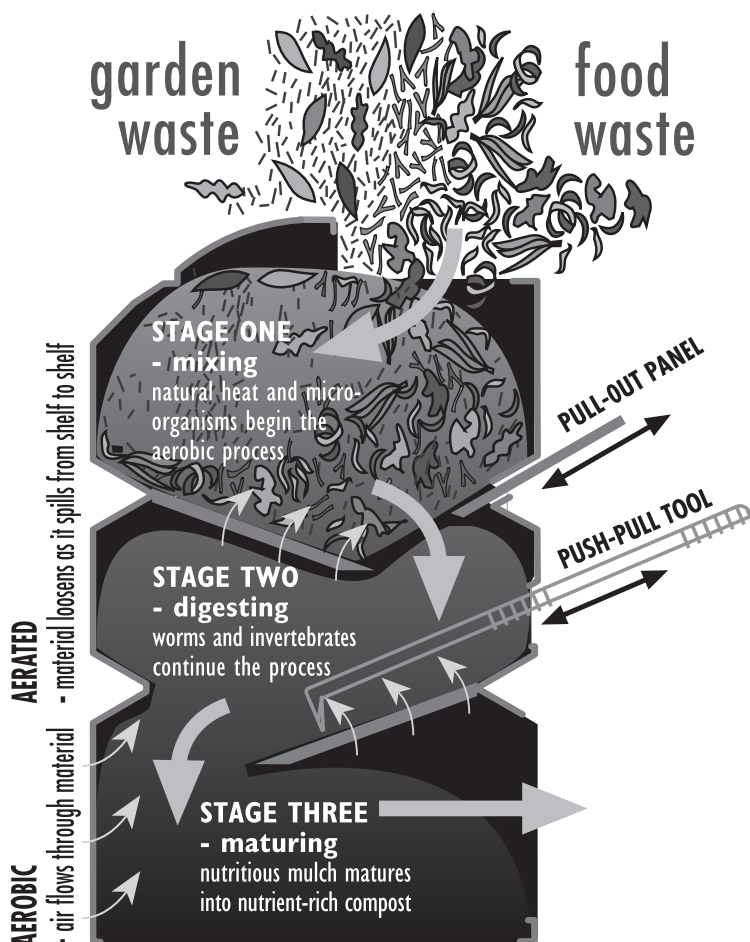 garden
waste
food
waste
STAGE ONE
- mixing
natural heat and micro-
organisms begin the
aerobic process
PULL-OUT PANEL
PUSH-PULL TOOL
STAGE TWO
- digesting
worms and invertebrates
continue the process
STAGE THREE
- maturing
nutritious mulch matures
into nutrient-rich compost
AERATED
- material loosens as it spills from shelf to shelf
AEROBIC
- air flows through material